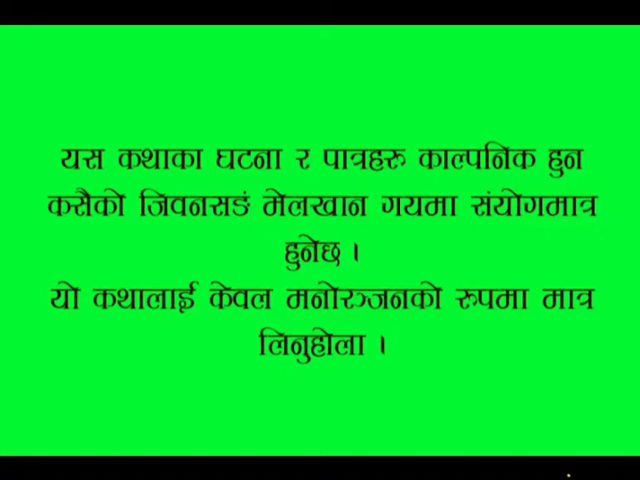 यस कथाका घटना र पात्रहरु काल्पनिक हुन
कसैको जिवनसङं मेलखान गयमा संयोगमात्र
हुनेछ ।
यो कथालाई केवल मनोरञ्जनको रुपमा मात्र
लिनुहोला ।